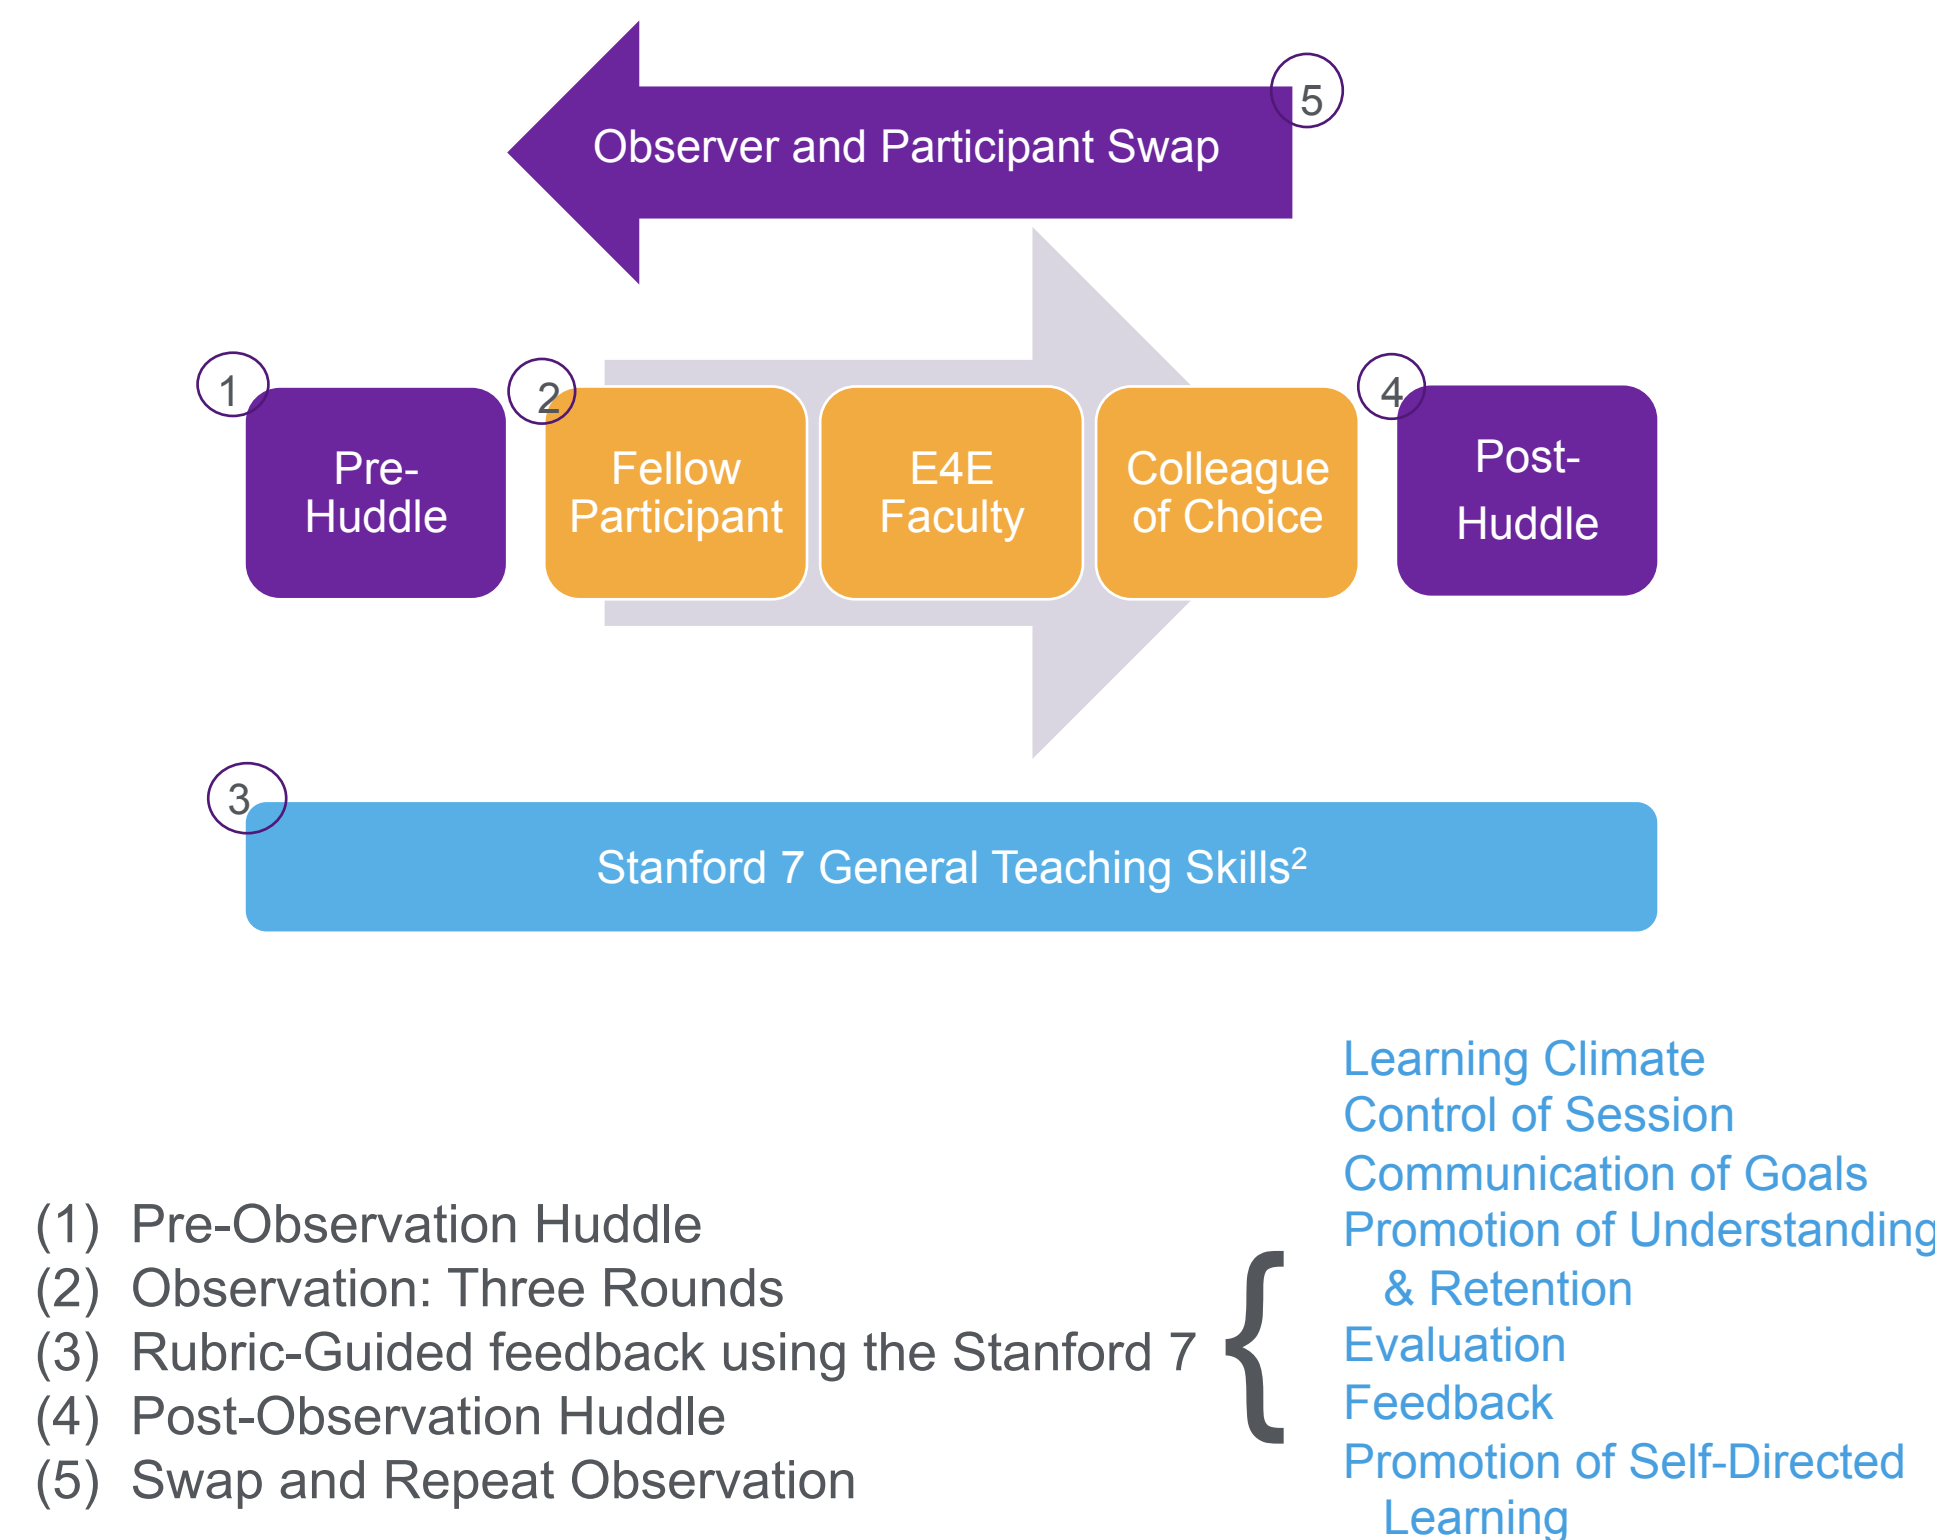 5
Observer and Participant Swap
1
2
4
Pre-
Huddle
Fellow
Participant
E4E
Faculty
Colleague
of Choice
Post-
Huddle
3
Stanford 7 General Teaching Skills²
(1) Pre-Observation Huddle
(2) Observation: Three Rounds
(3) Rubric-Guided feedback using the Stanford 7 {
(4) Post-Observation Huddle
(5) Swap and Repeat Observation
Learning Climate
Control of Session
Communication of Goals
Promotion of Understanding
& Retention
Evaluation
Feedback
Promotion of Self-Directed
Learning